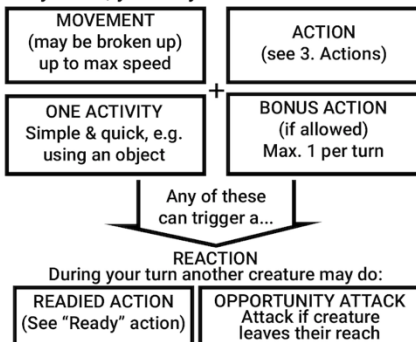 MOVEMENT
(may be broken up)
up to max speed
ACTION
(see 3. Actions)
+
ONE ACTIVITY
Simple & quick, e.g.
using an object
BONUS ACTION
(if allowed)
Max. 1 per turn
Any of these
can trigger a...
REACTION
During your turn another creature may do:
READIED ACTION
(See “Ready” action)
OPPORTUNITY ATTACK
Attack if creature
leaves their reach